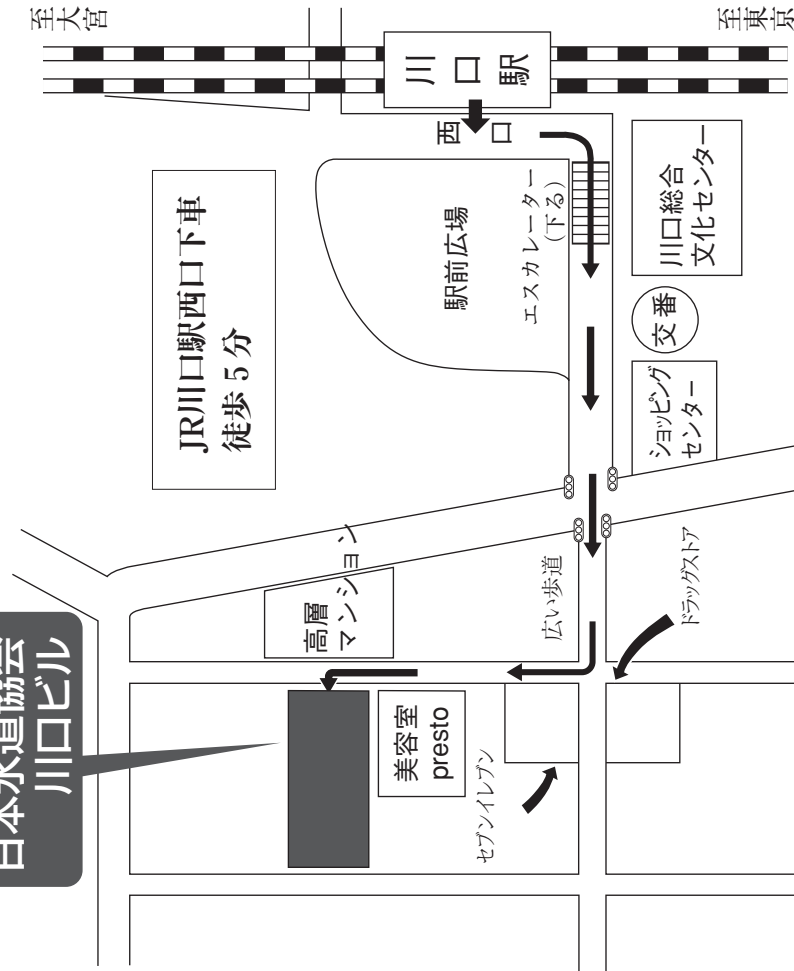 至大宮
至東京
川口駅
西口
JR川口駅西口下車
徒歩5分
駅前広場
エスカレーター
(下る)
川口総合
文化センター
交番
ショッピング
センター
高層
マンション
広い歩道
ドラッグストア
日本水道協会
川口ビル
美容室
presto
セブンイレブン